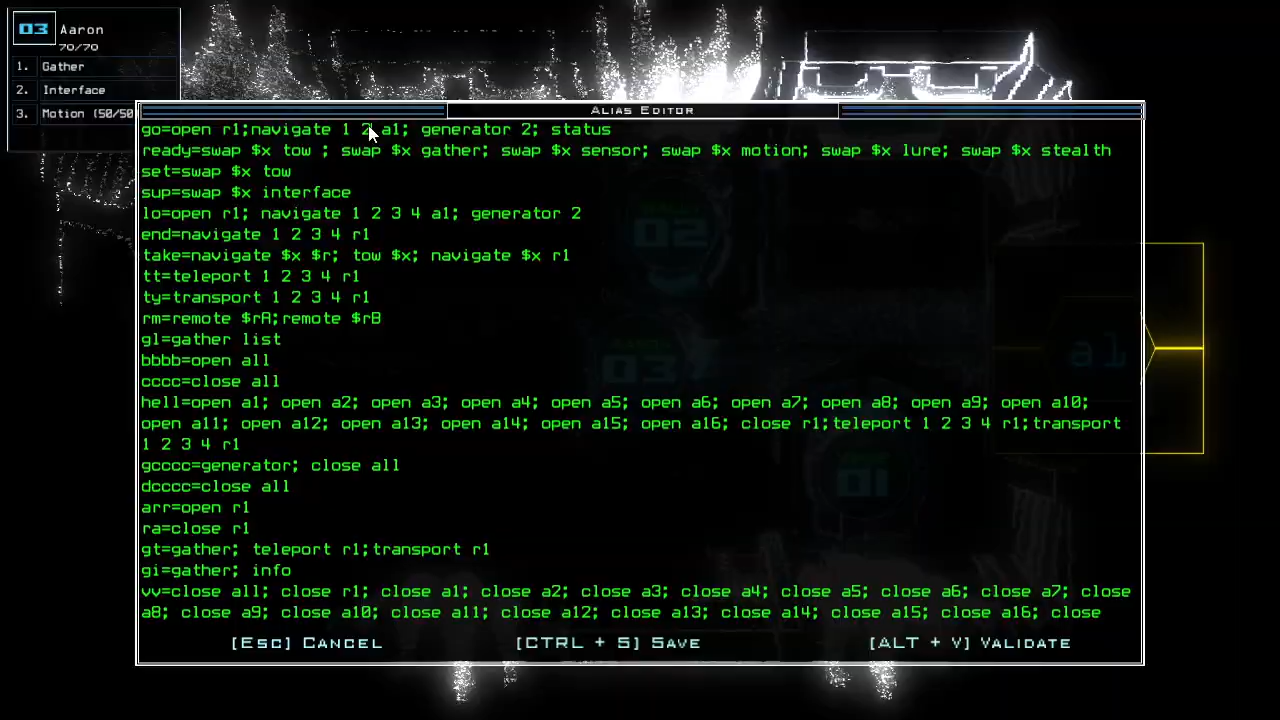 03 Aaron
70/70
1. Gather
2. Interface
3. Motion (50/50
Alias Editor
go=open r1;navigate 1 2 a1; generator 2; status
ready=swap $x tow ; swap $x gather; swap $x sensor; swap $x motion; swap $x lure; swap $x stealth
set=swap $x tow
sup=swap $x interface
lo=open r1; navigate 1 2 3 4 a1; generator 2
end=navigate 1 2 3 4 r1
take=navigate $x $r; tow $x; navigate $x r1
tt=teleport 1 2 3 4 r1
ty=transport 1 2 3 4 r1
rm=remote $rA;remote $rB
gl=gather list
bbbb=open all
cccc=close all
hell=open a1; open a2; open a3; open a4; open a5; open a6; open a7; open a8; open a9; open a10;
open a11; open a12; open a13; open a14; open a15; open a16; close r1;teleport 1 2 3 4 r1;transport
1 2 3 4 r1
gcccc=generator; close all
dcccc=close all
arr=open r1
ra=close r1
gt=gather; teleport r1;transport r1
gi=gather; info
vv=close all; close r1; close a1; close a2; close a3; close a4; close a5; close a6; close a7; close
a8; close a9; close a10; close a11; close a12; close a13; close a14; close a15; close a16; close
[Esc] Cancel
[CTRL + S] Save
[ALT + V] Validate
02
03
01
a1